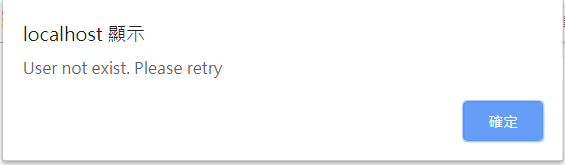 localhost 顯示
User not exist. Please retry
確定